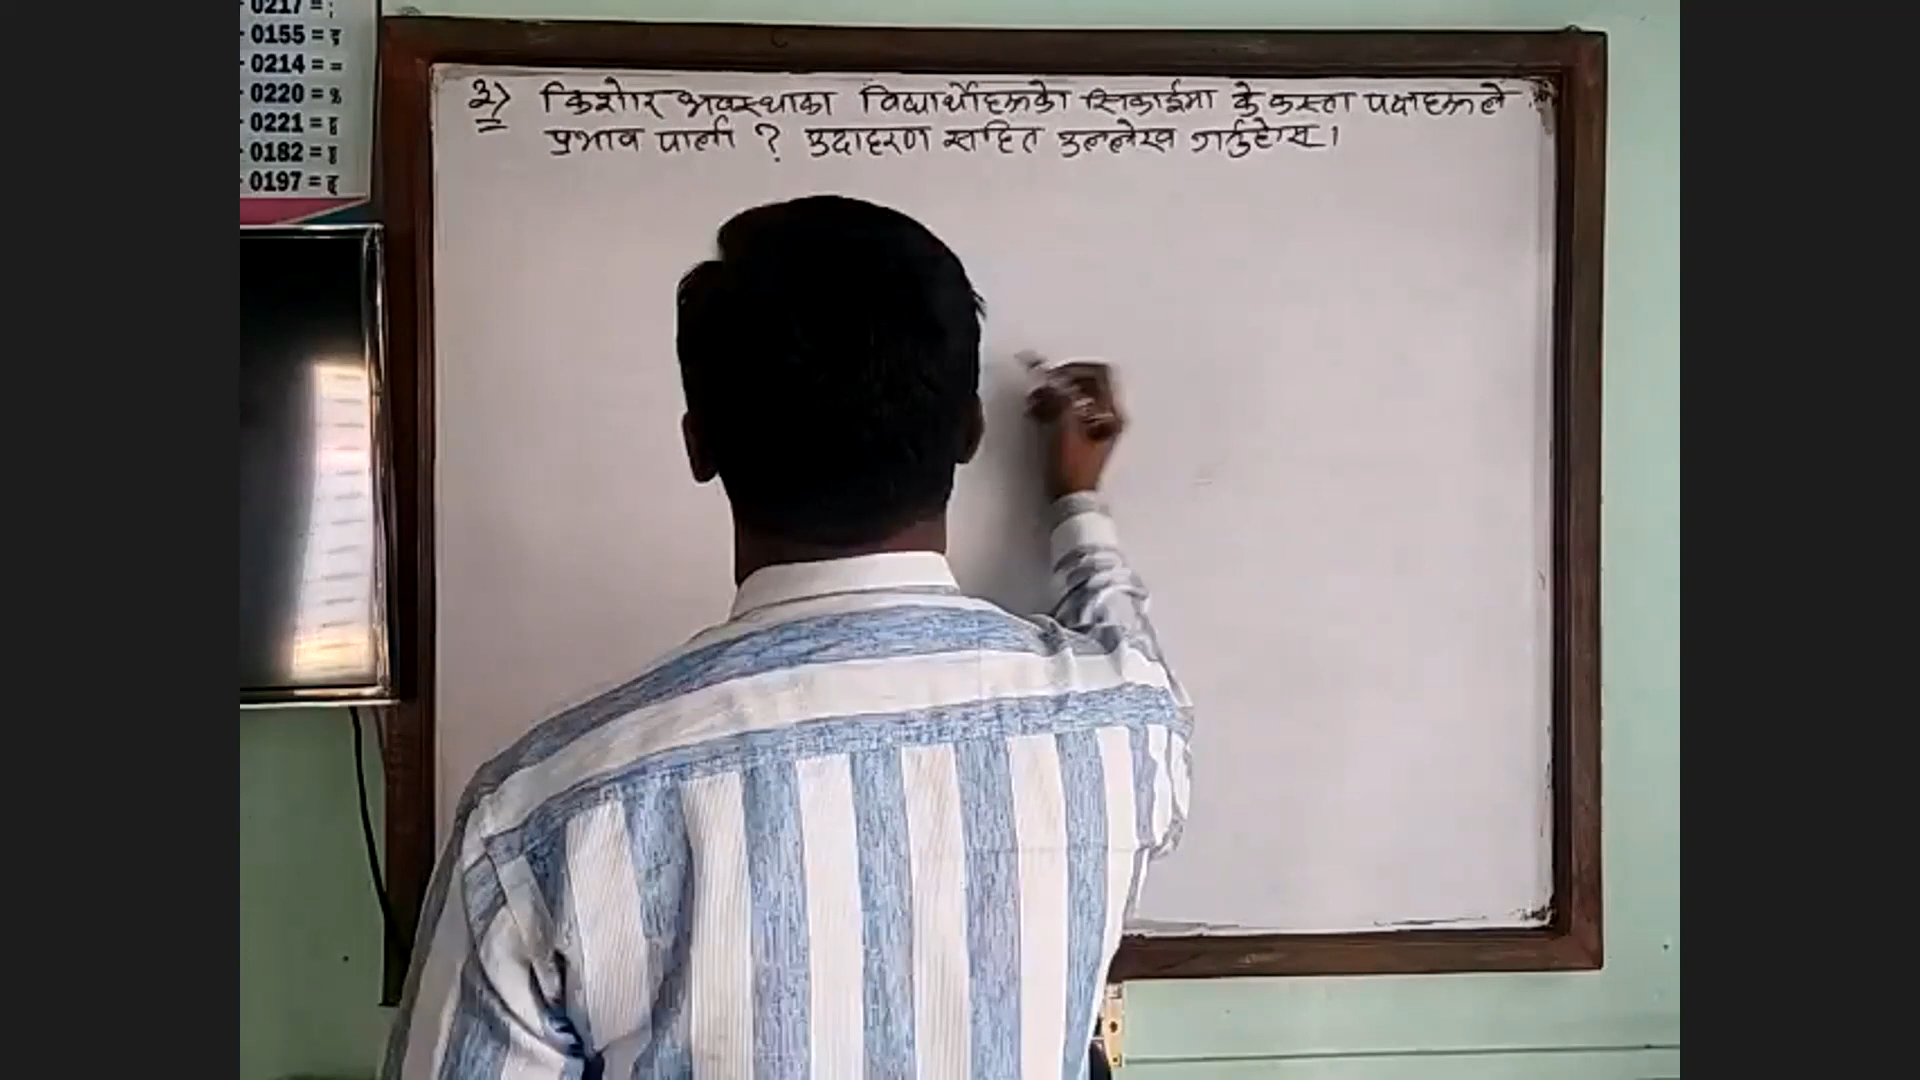 0217 = ;
0155 =
0214 = =
0220 =
0221 =
0182 =
0197 =
२) किशोर अवस्थाका विद्यार्थीहरूको सिकाईमा के कस्ता पक्षहरूले
प्रभाव पार्ला ? उदाहरण सहित उल्लेख गर्नुहोस् ।